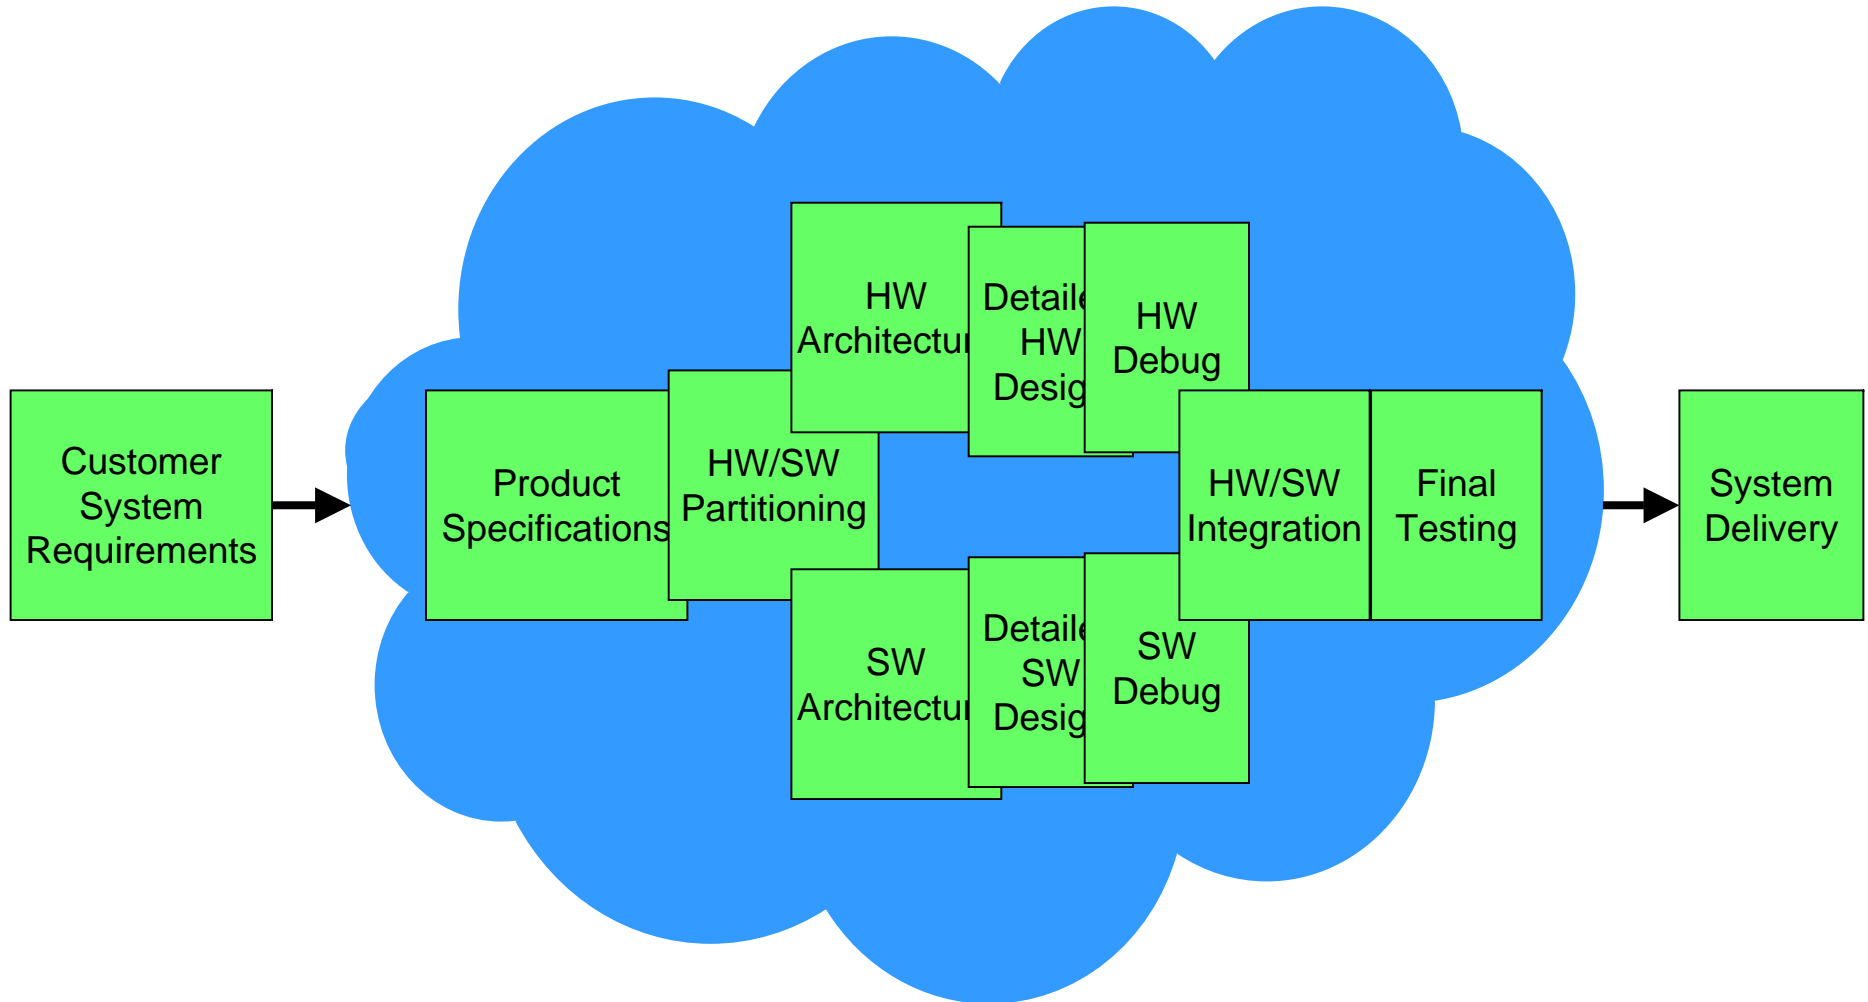 Customer
System
Requirements
Product
Specifications
HW/SW
Partitioning
HW
Architectur
Detaile
HW
Desig
HW
Debug
SW
Architectur
Detaile
SW
Desig
SW
Debug
HW/SW
Integration
Final
Testing
System
Delivery